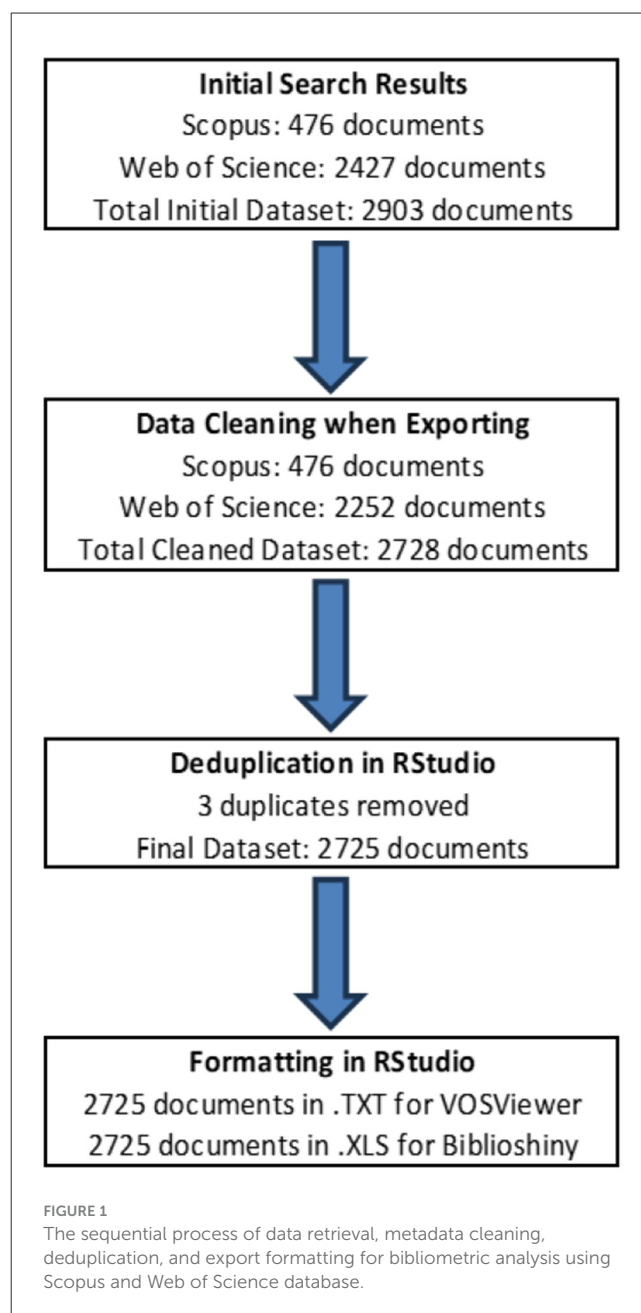 Initial Search Results
Scopus: 476 documents
Web of Science: 2427 documents
Total Initial Dataset: 2903 documents
Data Cleaning when Exporting
Scopus: 476 documents
Web of Science: 2252 documents
Total Cleaned Dataset: 2728 documents
Deduplication in RStudio
3 duplicates removed
Final Dataset: 2725 documents
Formatting in RStudio
2725 documents in .TXT for VOSViewer
2725 documents in .XLS for Biblioshiny
FIGURE 1
The sequential process of data retrieval, metadata cleaning,
deduplication, and export formatting for bibliometric analysis using
Scopus and Web of Science database.